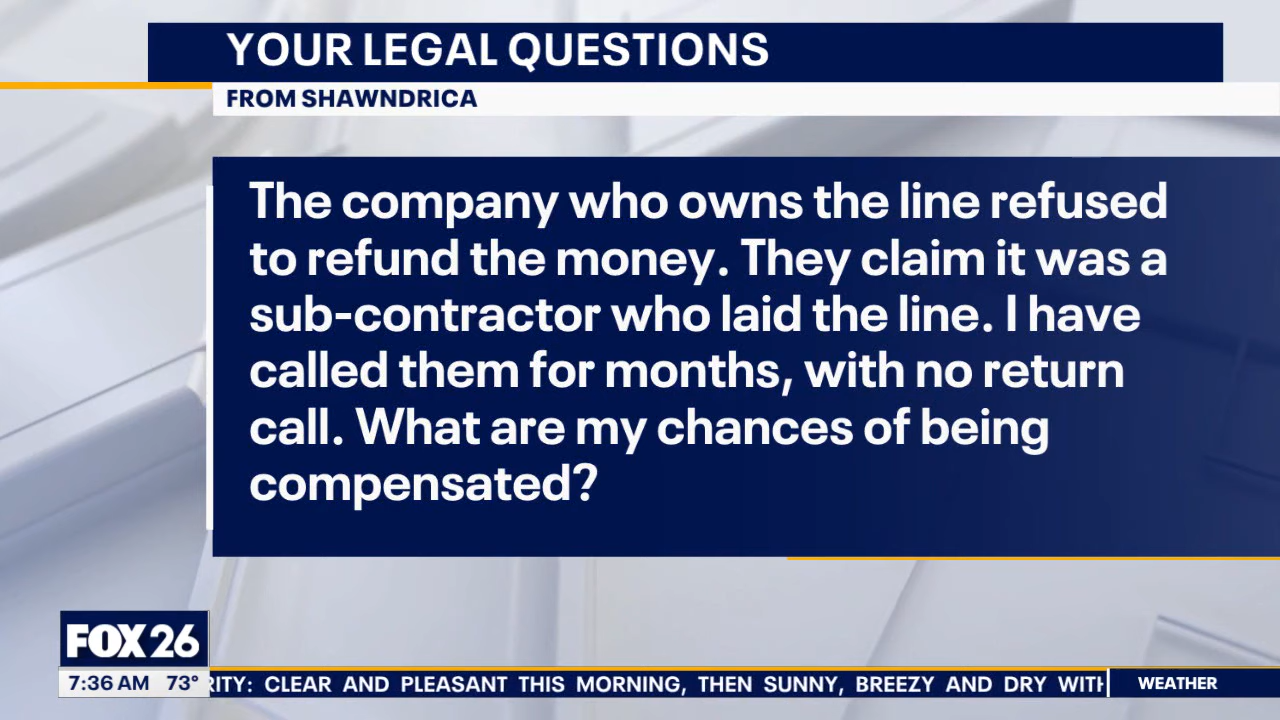 YOUR LEGAL QUESTIONS
FROM SHAWNDRICA
The company who owns the line refused
to refund the money. They claim it was a
sub-contractor who laid the line. I have
called them for months, with no return
call. What are my chances of being
compensated?
FOX 26
7:36 AM 73°
RITY: CLEAR AND PLEASANT THIS MORNING, THEN SUNNY, BREEZY AND DRY WITH
WEATHER